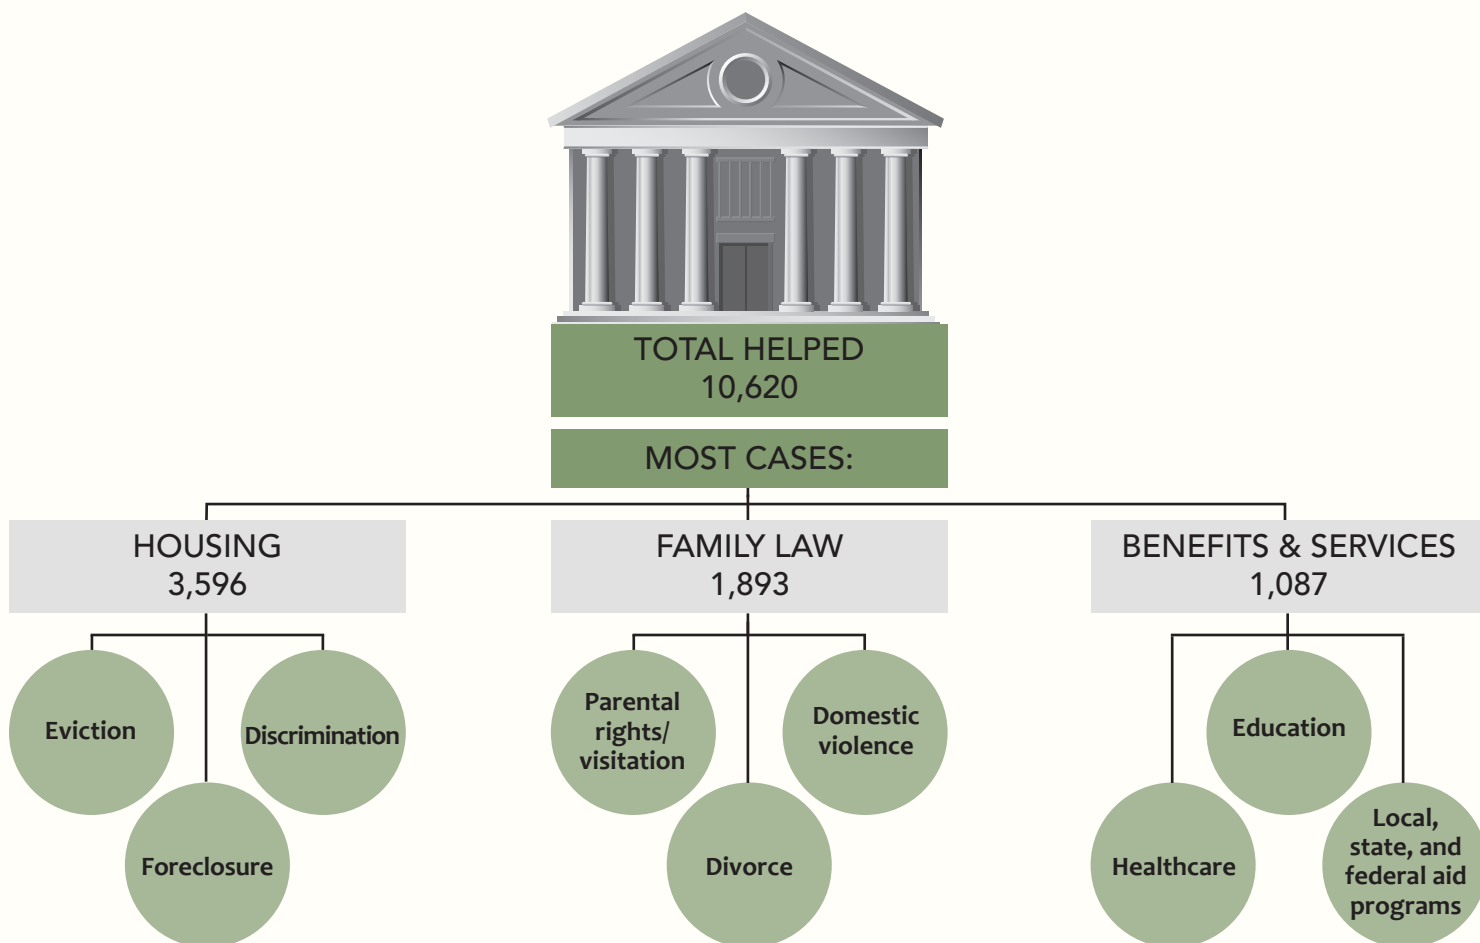 TOTAL HELPED
10,620
MOST CASES:
HOUSING
3,596
FAMILY LAW
1,893
BENEFITS & SERVICES
1,087
Eviction
Discrimination
Foreclosure
Parental
rights/
visitation
Domestic
violence
Divorce
Education
Healthcare
Local,
state, and
federal aid
programs